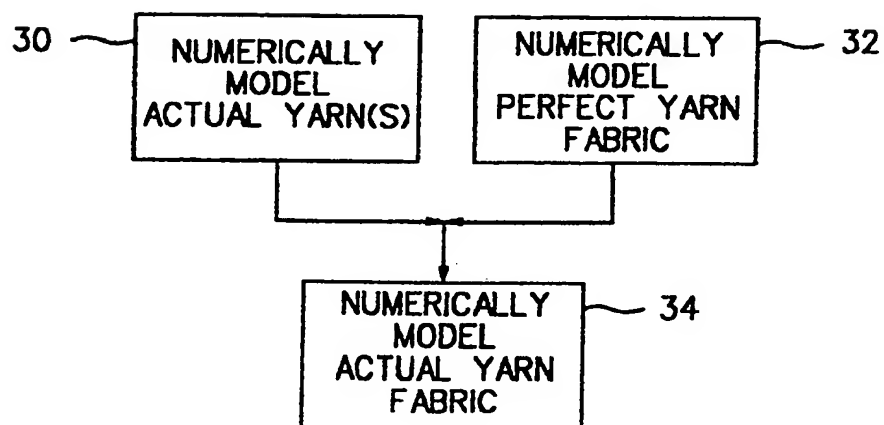 30
NUMERICALLY
MODEL
ACTUAL YARN(S)
NUMERICALLY
MODEL
PERFECT YARN
FABRIC
32
NUMERICALLY
MODEL
ACTUAL YARN
FABRIC
34